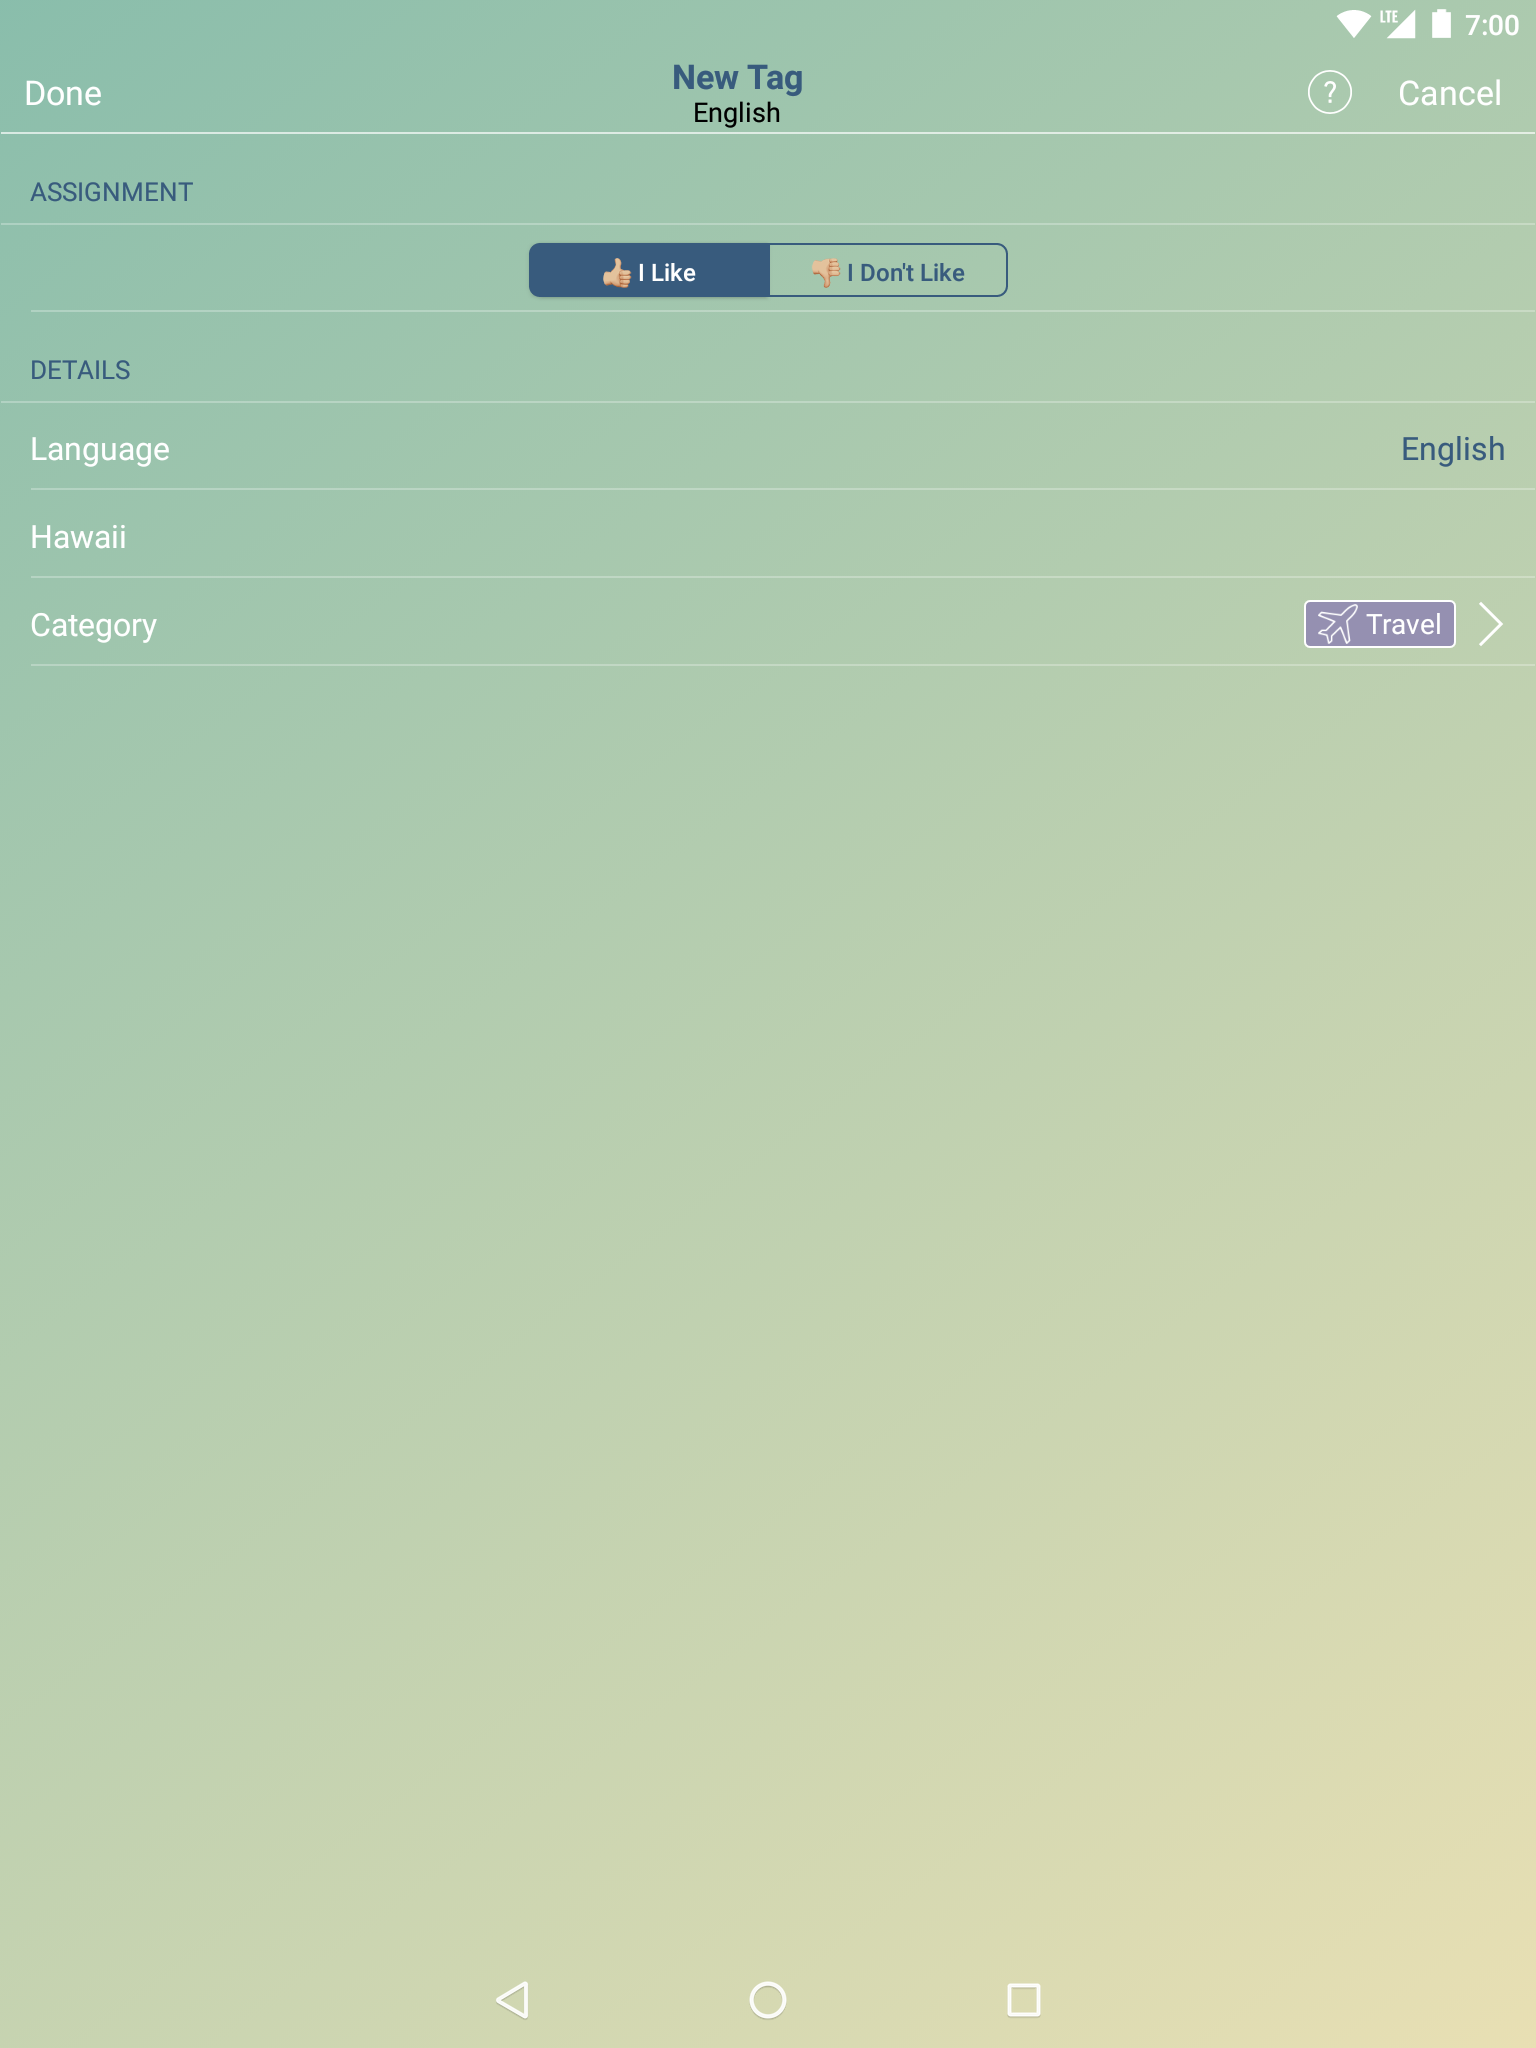 LTE 7:00
Done
New Tag
English
?
Cancel
ASSIGNMENT
👍🏼 I Like
👎🏼 I Don't Like
DETAILS
Language
English
Hawaii
Category
Travel